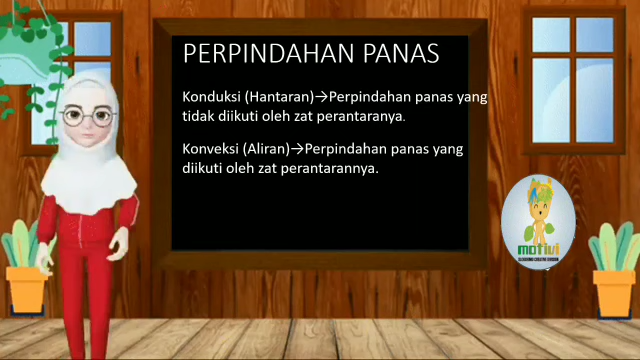 PERPINDAHAN PANAS
Konduksi (Hantaran)→Perpindahan panas yang
tidak diikuti oleh zat perantaranya.
Konveksi (Aliran)→Perpindahan panas yang
diikuti oleh zat perantarannya.
motivi